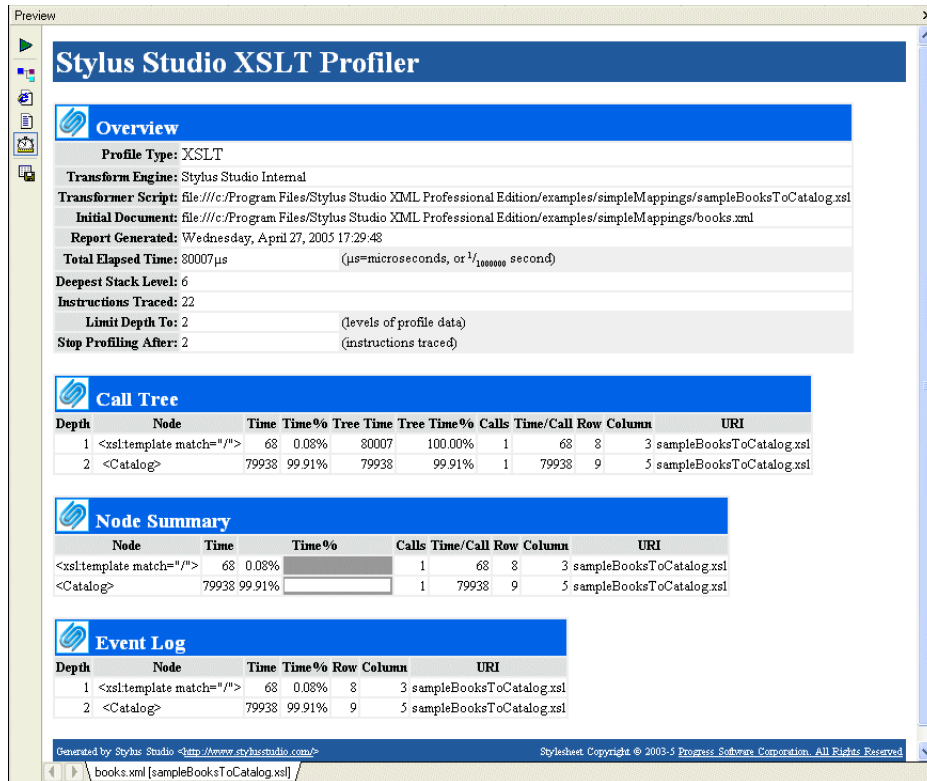 Preview
Stylus Studio XSLT Profiler
Overview
Profile Type: XSLT
Transform Engine: Stylus Studio Internal
Transformer Script: file:///c:/Program Files/Stylus Studio XML Professional Edition/examples/simpleMappings/sampleBooksToCatalog.xsl
Initial Document: file:///c:/Program Files/Stylus Studio XML Professional Edition/examples/simpleMappings/books.xml
Report Generated: Wednesday, April 27, 2005 17:29:48
Total Elapsed Time: 80007µs (µs=microseconds, or 1/1000000 second)
Deepest Stack Level: 6
Instructions Traced: 22
Limit Depth To: 2 (levels of profile data)
Stop Profiling After: 2 (instructions traced)
Call Tree
Depth Node Time Time% Tree Time Tree Time% Calls Time/Call Row Column URI
1 <xsl:template match="/"> 68 0.08% 80007 100.00% 1 68 8 3 sampleBooksToCatalog.xsl
2 <Catalog> 79938 99.91% 79938 99.91% 1 79938 9 5 sampleBooksToCatalog.xsl
Node Summary
Node Time Time% Calls Time/Call Row Column URI
<xsl:template match="/"> 68 0.08% 1 68 8 3 sampleBooksToCatalog.xsl
<Catalog> 79938 99.91% 1 79938 9 5 sampleBooksToCatalog.xsl
Event Log
Depth Node Time Time% Row Column URI
1 <xsl:template match="/"> 68 0.08% 8 3 sampleBooksToCatalog.xsl
2 <Catalog> 79938 99.91% 9 5 sampleBooksToCatalog.xsl
Generated by Stylus Studio <http://www.stylusstudio.com/> Stylesheet Copyright © 2003-5 Progress Software Corporation. All Rights Reserved
books.xml [sampleBooksToCatalog.xsl]